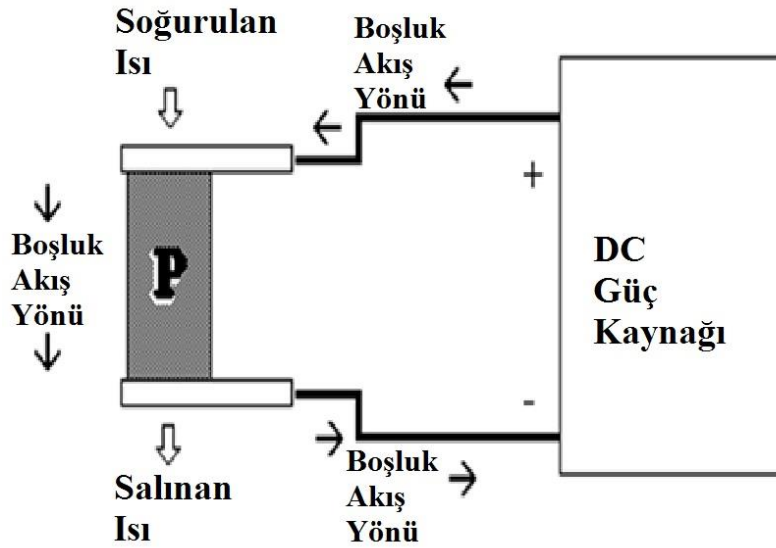 Soğurulan
Isı
Boşluk
Akış
Yönü
+
Boşluk
Akış
Yönü
P
DC
Güç
Kaynağı
-
Salınan
Isı
Boşluk
Akış
Yönü